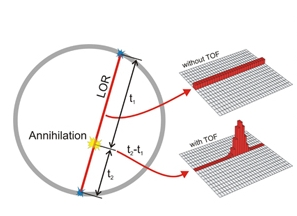 without TOF
LOR
t₁
Annihilation
with TOF
t₂-t₁
t₂